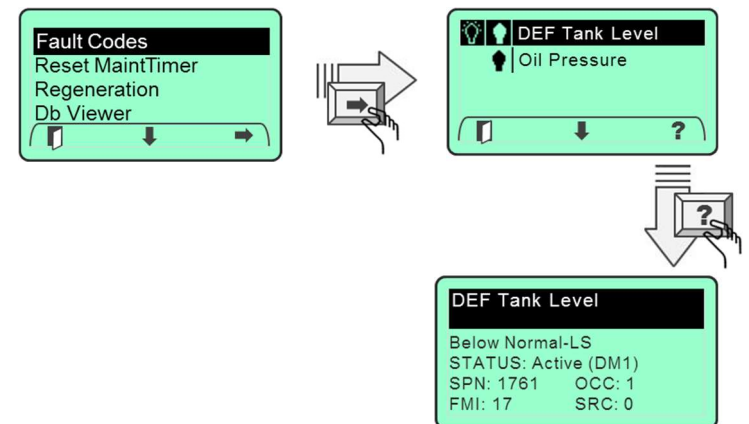 Fault Codes
Reset MaintTimer
Regeneration
Db Viewer
DEF Tank Level
Oil Pressure
?
?
DEF Tank Level
Below Normal-LS
STATUS: Active (DM1)
SPN: 1761 OCC: 1
FMI: 17 SRC: 0